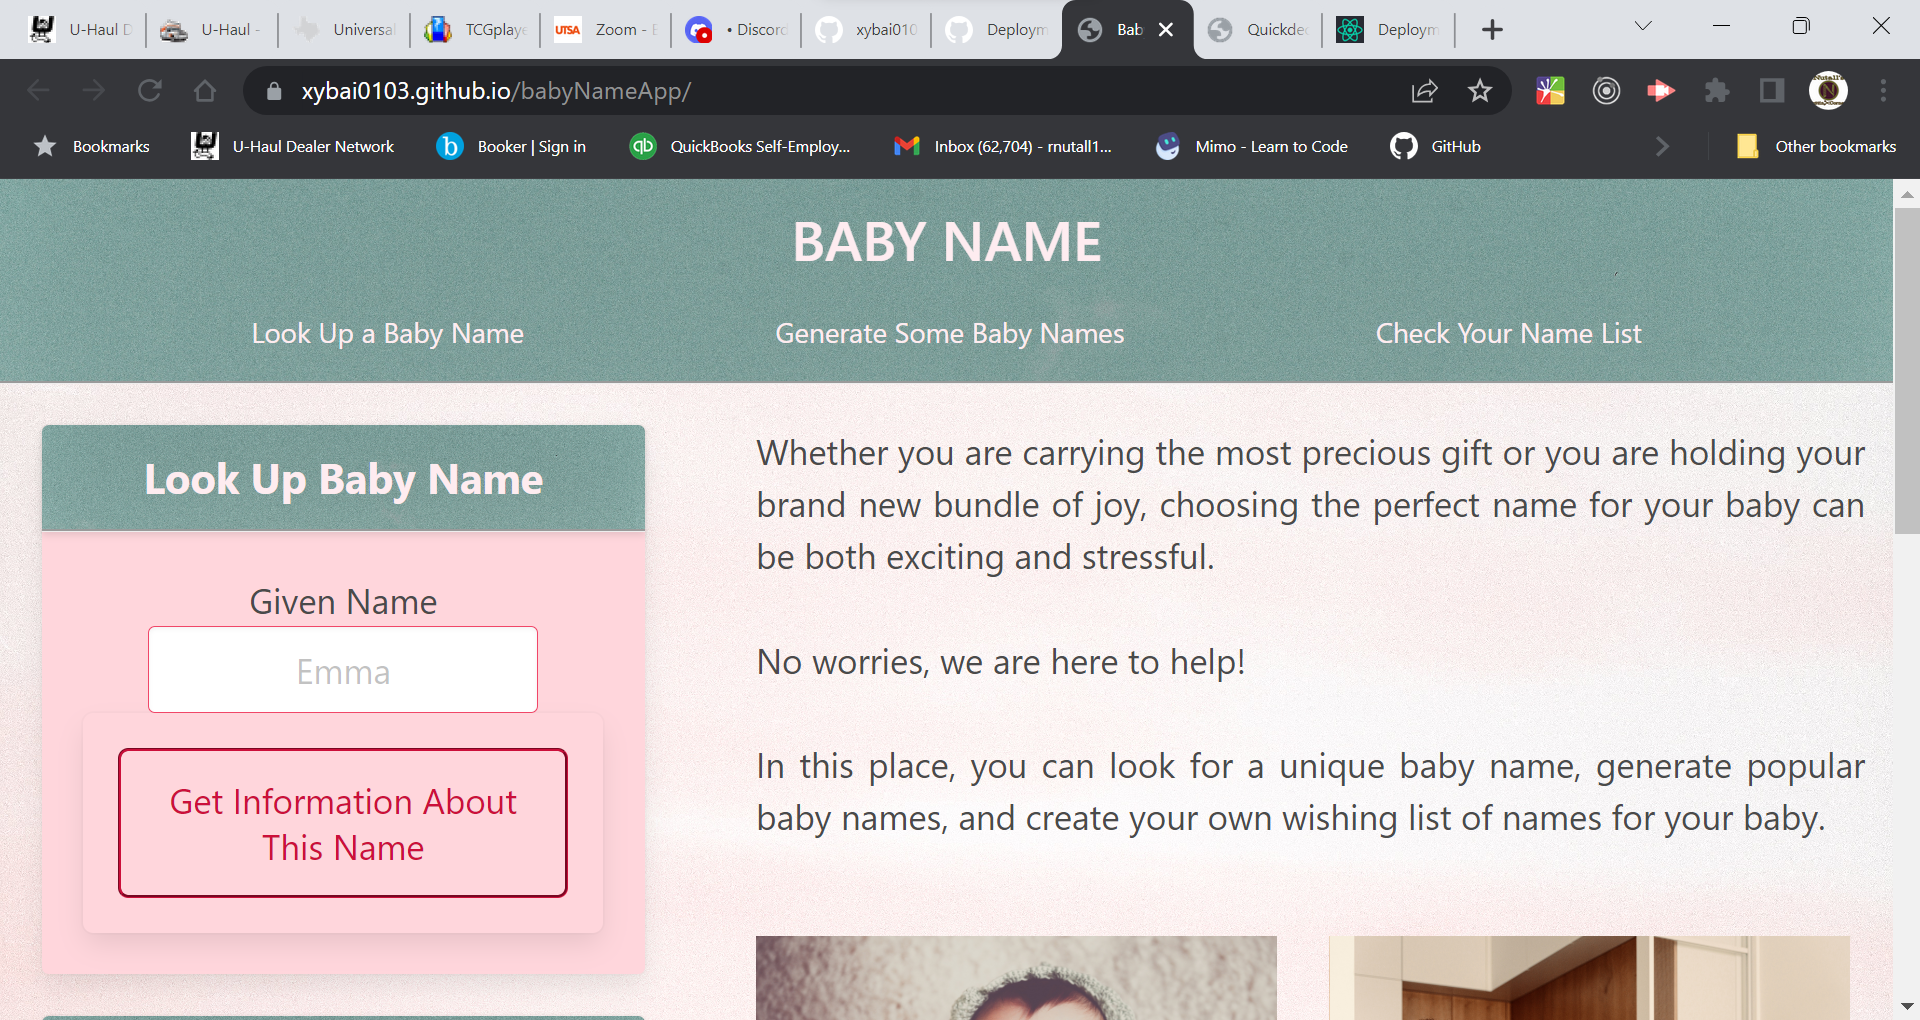 U-Haul D
U-Haul -
Universal
TCGplaye
UTSA
Zoom - E
• Discord
xybai010
Deploym
Bab
Quickdec
Deploym
xybai0103.github.io/babyNameApp/
Bookmarks
U-Haul Dealer Network
b
Booker | Sign in
qb
QuickBooks Self-Employ...
Inbox (62,704) - rnutall1...
Mimo - Learn to Code
GitHub
Other bookmarks
BABY NAME
Look Up a Baby Name
Generate Some Baby Names
Check Your Name List
Look Up Baby Name
Given Name
Emma
Get Information About
This Name
Whether you are carrying the most precious gift or you are holding your
brand new bundle of joy, choosing the perfect name for your baby can
be both exciting and stressful.
No worries, we are here to help!
In this place, you can look for a unique baby name, generate popular
baby names, and create your own wishing list of names for your baby.